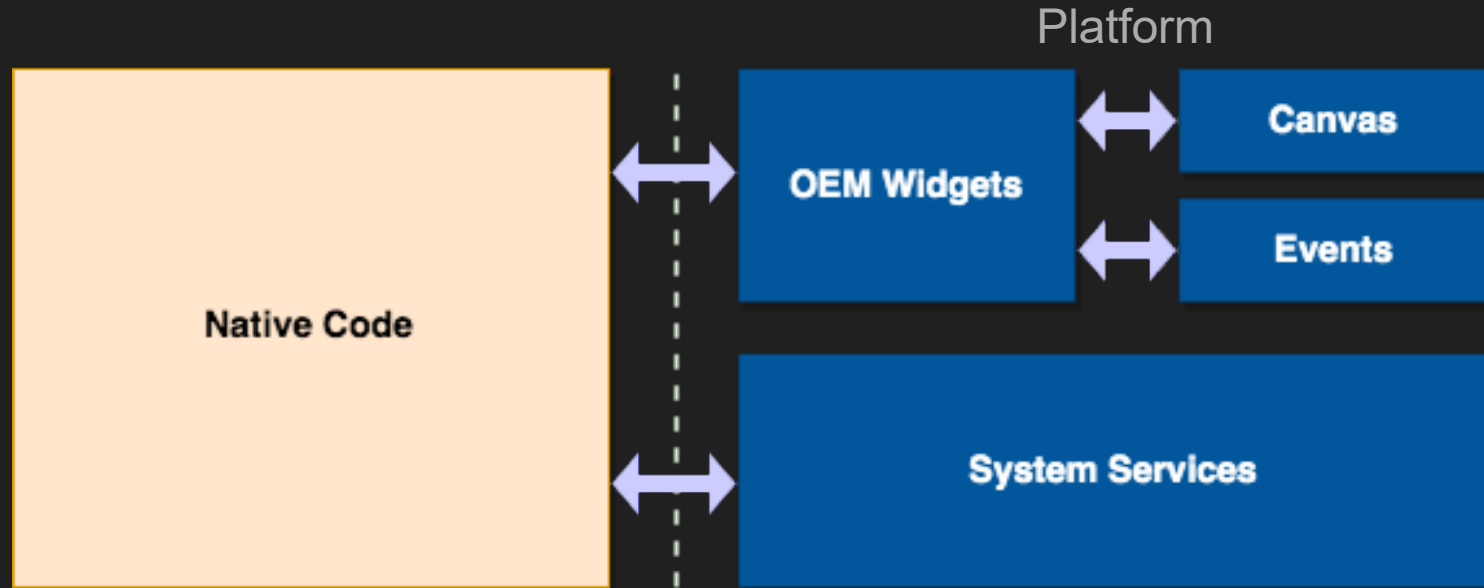 Platform
Canvas
OEM Widgets
Events
Native Code
System Services